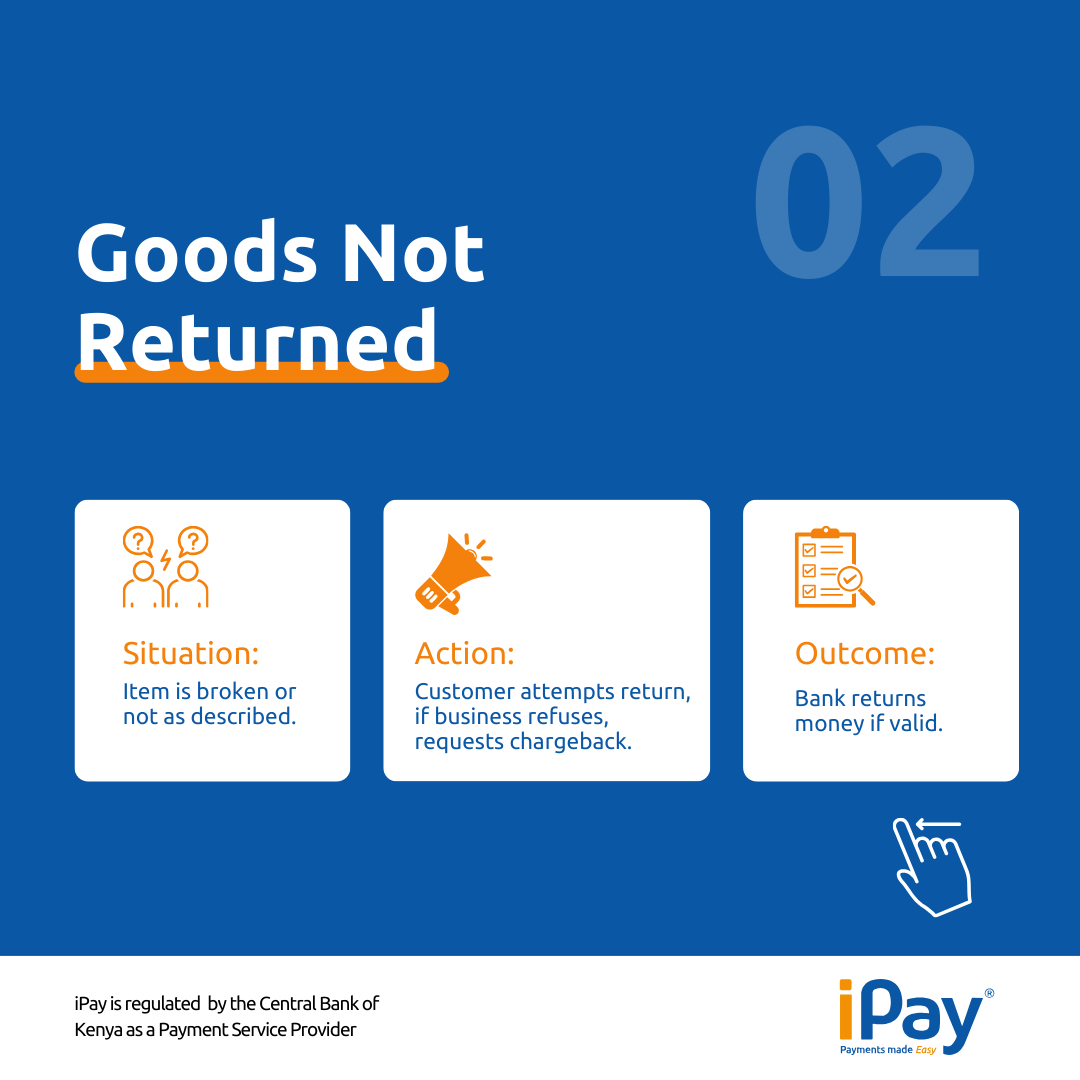 02
Goods Not
Returned
Situation:
Item is broken or
not as described.
Action:
Customer attempts return,
if business refuses,
requests chargeback.
Outcome:
Bank returns
money if valid.
iPay is regulated  by the Central Bank of
Kenya as a Payment Service Provider
iPay®
Payments made Easy